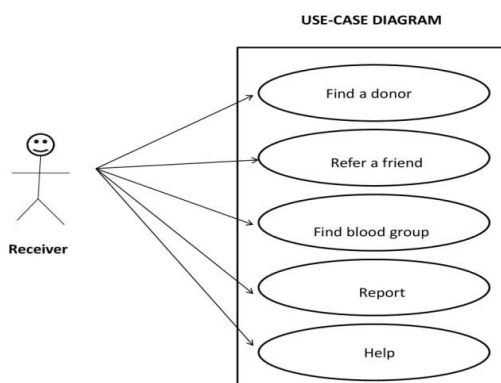 USE-CASE DIAGRAM
Find a donor
Refer a friend
Find blood group
Report
Help
Receiver